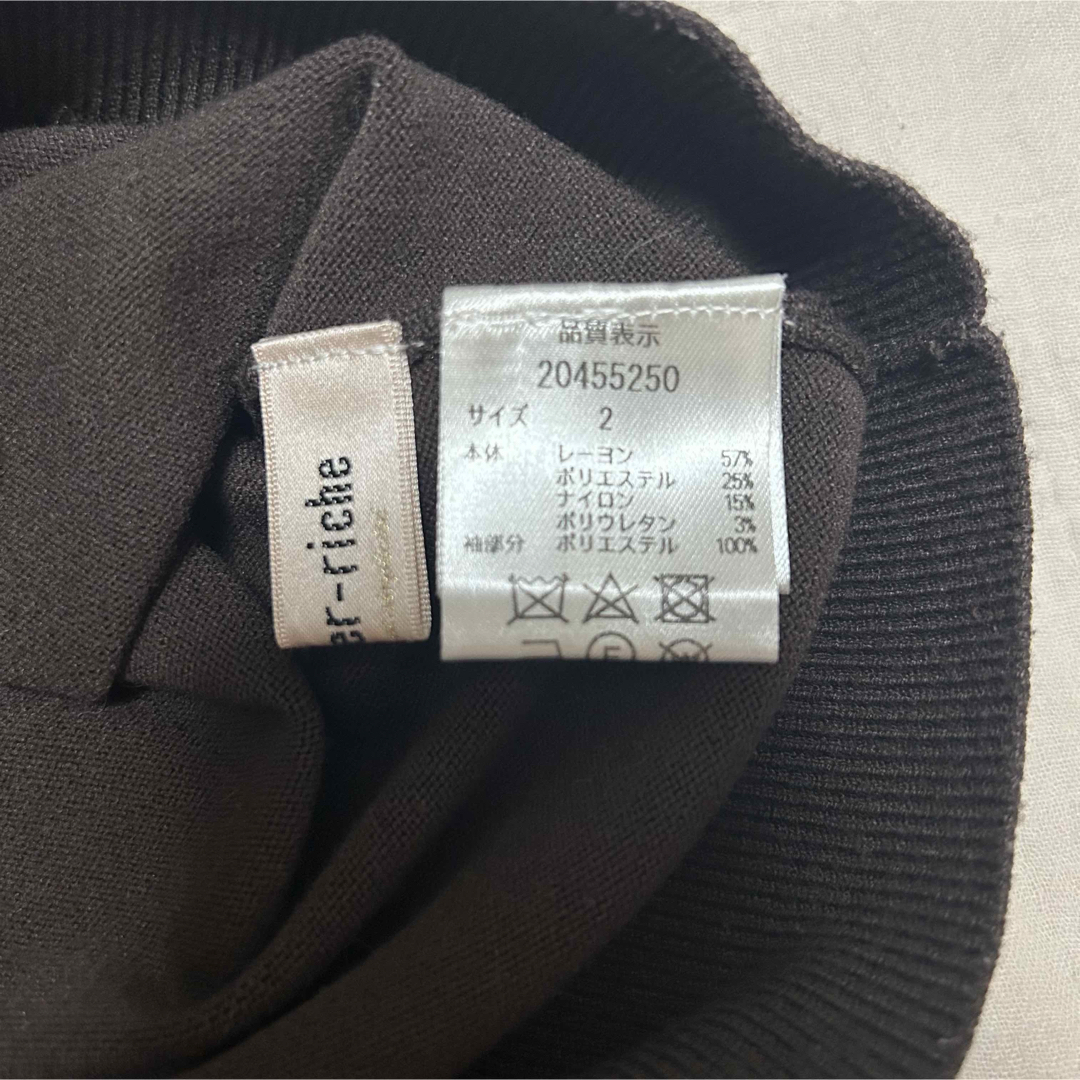 er-riche
品質表示
20455250
サイズ 2
本体 レーヨン 57%
ポリエステル 25%
ナイロン 15%
ポリウレタン 3%
袖部分 ポリエステル 100%